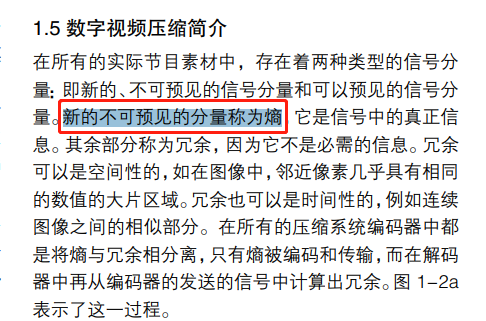 1.5 数字视频压缩简介
在所有的实际节目素材中，存在着两种类型的信号分
量：即新的、不可预见的信号分量和可以预见的信号分
量。新的不可预见的分量称为熵，它是信号中的真正信
息。其余部分称为冗余，因为它不是必需的信息。冗余
可以是空间性的，如在图像中，邻近像素几乎具有相同
的数值的大片区域。冗余也可以是时间性的，例如连续
图像之间的相似部分。在所有的压缩系统编码器中都
是将熵与冗余相分离，只有熵被编码和传输，而在解码
器中再从编码器的发送的信号中计算出冗余。图 1-2a
表示了这一过程。